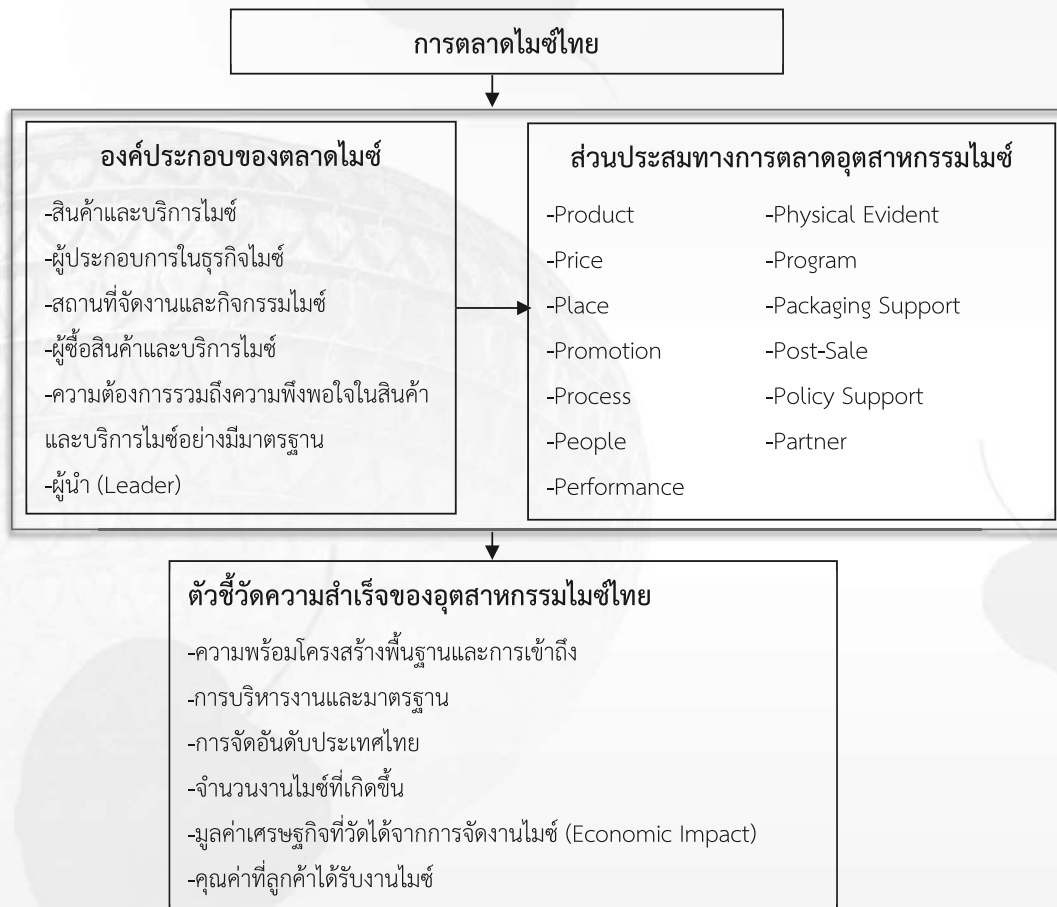 การตลาดไมซ์ไทย
องค์ประกอบของตลาดไมซ์
-สินค้าและบริการไมซ์
-ผู้ประกอบการในธุรกิจไมซ์
-สถานที่จัดงานและกิจกรรมไมซ์
-ผู้ซื้อสินค้าและบริการไมซ์
-ความต้องการรวมถึงความพึงพอใจในสินค้า
และบริการไมซ์อย่างมีมาตรฐาน
-ผู้นำ (Leader)
ส่วนประสมทางการตลาดอุตสาหกรรมไมซ์
-Product
-Price
-Place
-Promotion
-Process
-People
-Performance
-Physical Evident
-Program
-Packaging Support
-Post-Sale
-Policy Support
-Partner
ตัวชี้วัดความสำเร็จของอุตสาหกรรมไมซ์ไทย
-ความพร้อมโครงสร้างพื้นฐานและการเข้าถึง
-การบริหารงานและมาตรฐาน
-การจัดอันดับประเทศไทย
-จำนวนงานไมซ์ที่เกิดขึ้น
-มูลค่าเศรษฐกิจที่วัดได้จากการจัดงานไมซ์ (Economic Impact)
-คุณค่าที่ลูกค้าได้รับงานไมซ์